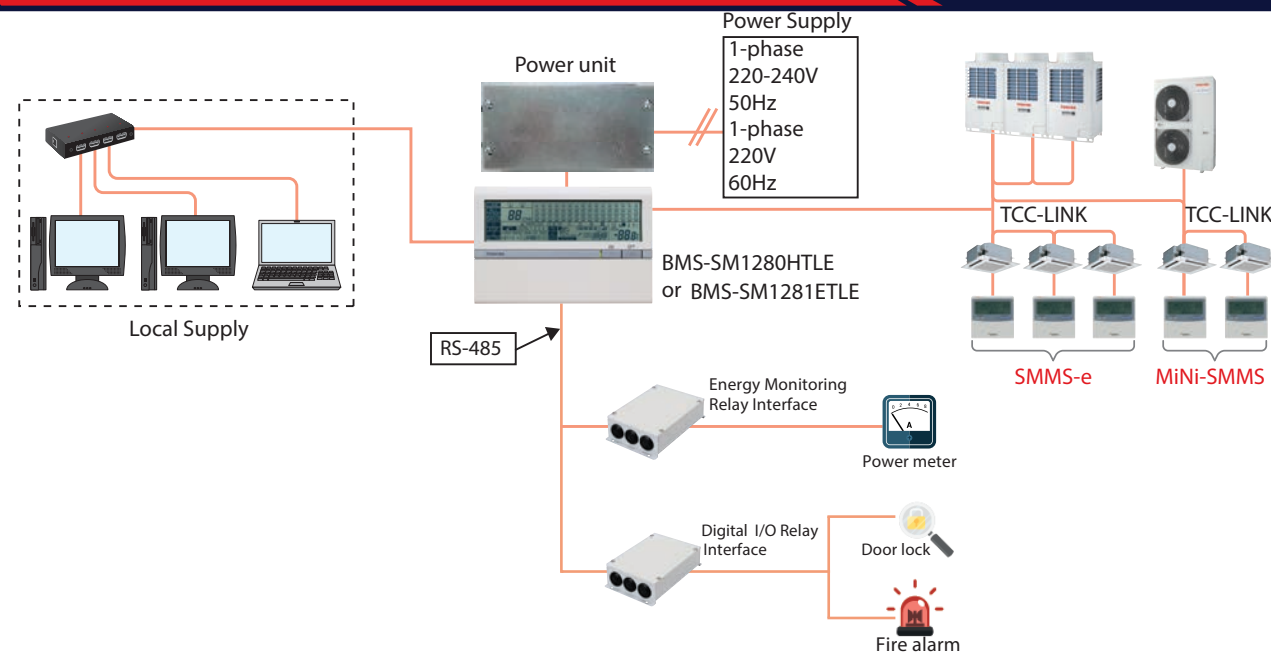 Power Supply
1-phase
220-240V
50Hz
1-phase
220V
60Hz
Power unit
TCC-LINK
TCC-LINK
BMS-SM1280HTLE
or BMS-SM1281ETLE
Local Supply
RS-485
SMMS-e
MiNi-SMMS
Energy Monitoring
Relay Interface
A
Power meter
Digital I/O Relay
Interface
Door lock
Fire alarm